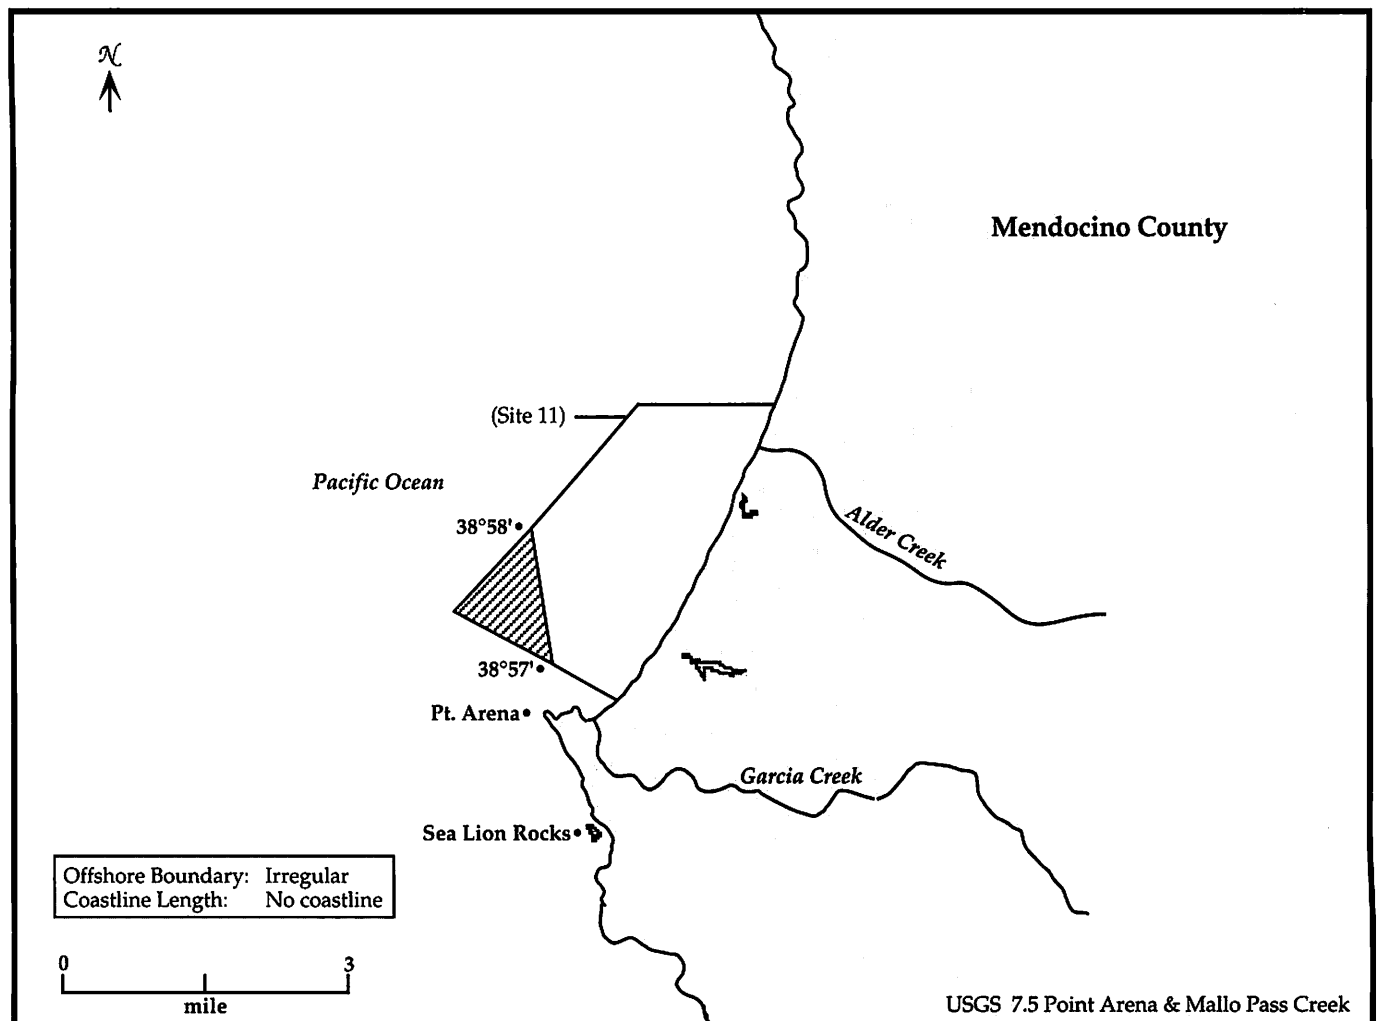 N
Mendocino County
(Site 11)
Pacific Ocean
38°58'
Alder Creek
38°57'
Pt. Arena
Garcia Creek
Sea Lion Rocks
Offshore Boundary: Irregular
Coastline Length: No coastline
0 3
mile
USGS 7.5 Point Arena & Mallo Pass Creek